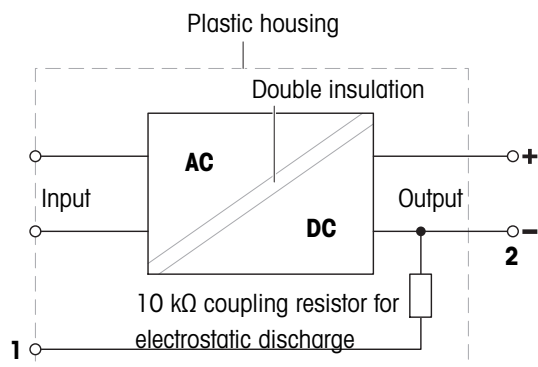 Plastic housing
Double insulation
AC
+
Input
Output
DC
−
2
10 kΩ coupling resistor for
electrostatic discharge
1